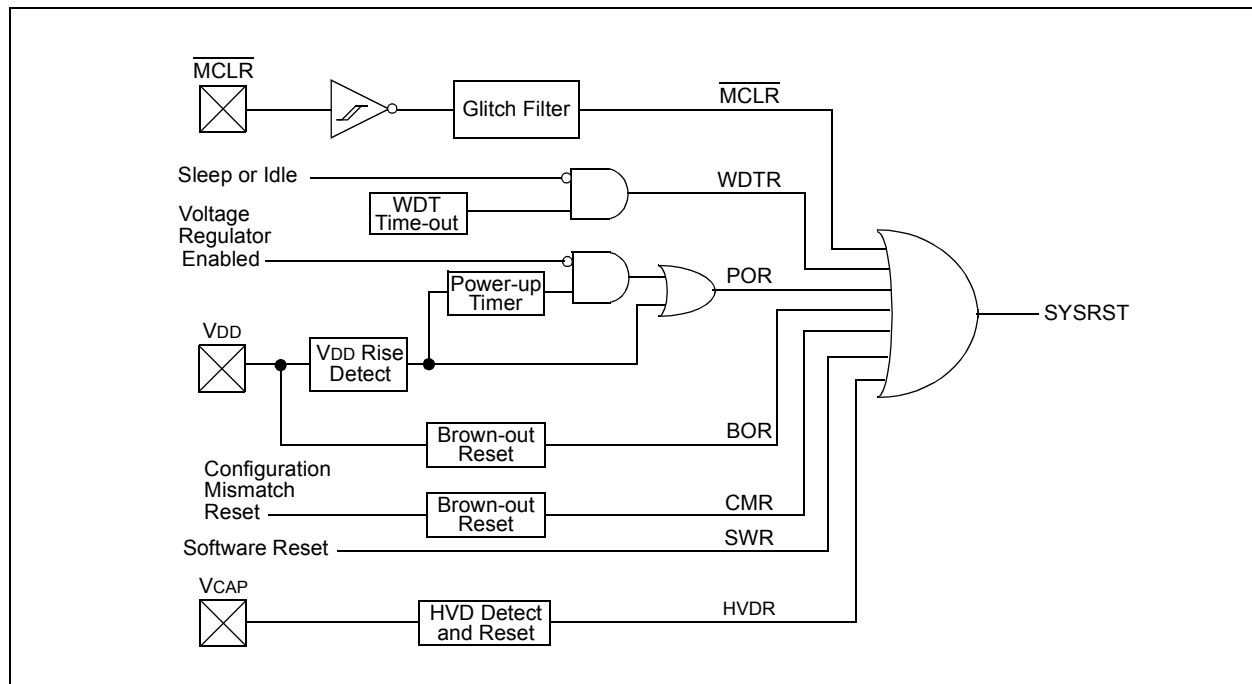 MCLR
Glitch Filter
MCLR
Sleep or Idle
WDT
Time-out
WDTR
Voltage
Regulator
Enabled
Power-up
Timer
POR
SYSRST
VDD
VDD Rise
Detect
Brown-out
Reset
BOR
Configuration
Mismatch
Reset
Brown-out
Reset
CMR
Software Reset
SWR
VCAP
HVD Detect
and Reset
HVDR